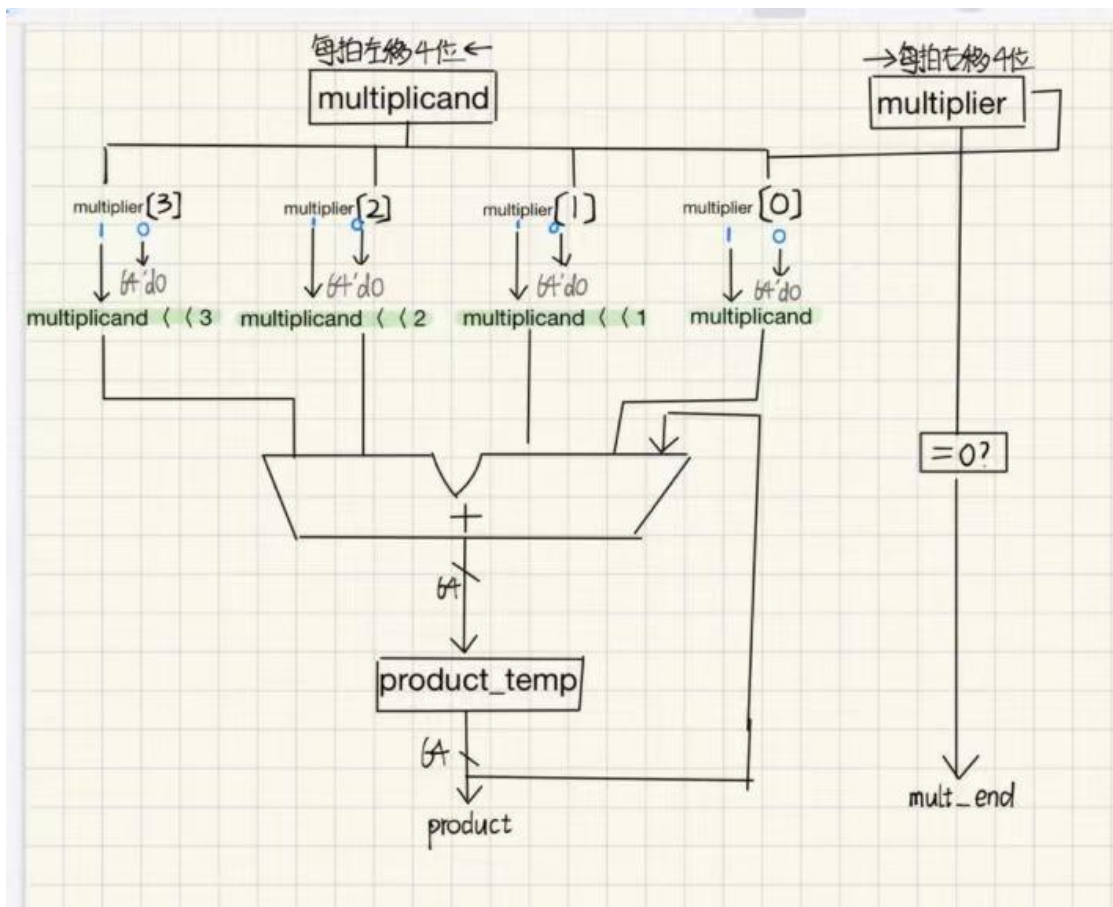 每拍左移4位←
→每拍右移4位
multiplicand
multiplier
multiplier[3]
multiplier[2]
multiplier[1]
multiplier[0]
1 0
1 0
1 0
1 0
64'd0
64'd0
64'd0
64'd0
multiplicand〈〈3
multiplicand〈〈2
multiplicand〈〈1
multiplicand
=0?
+
64
product_temp
64
mult_end
product